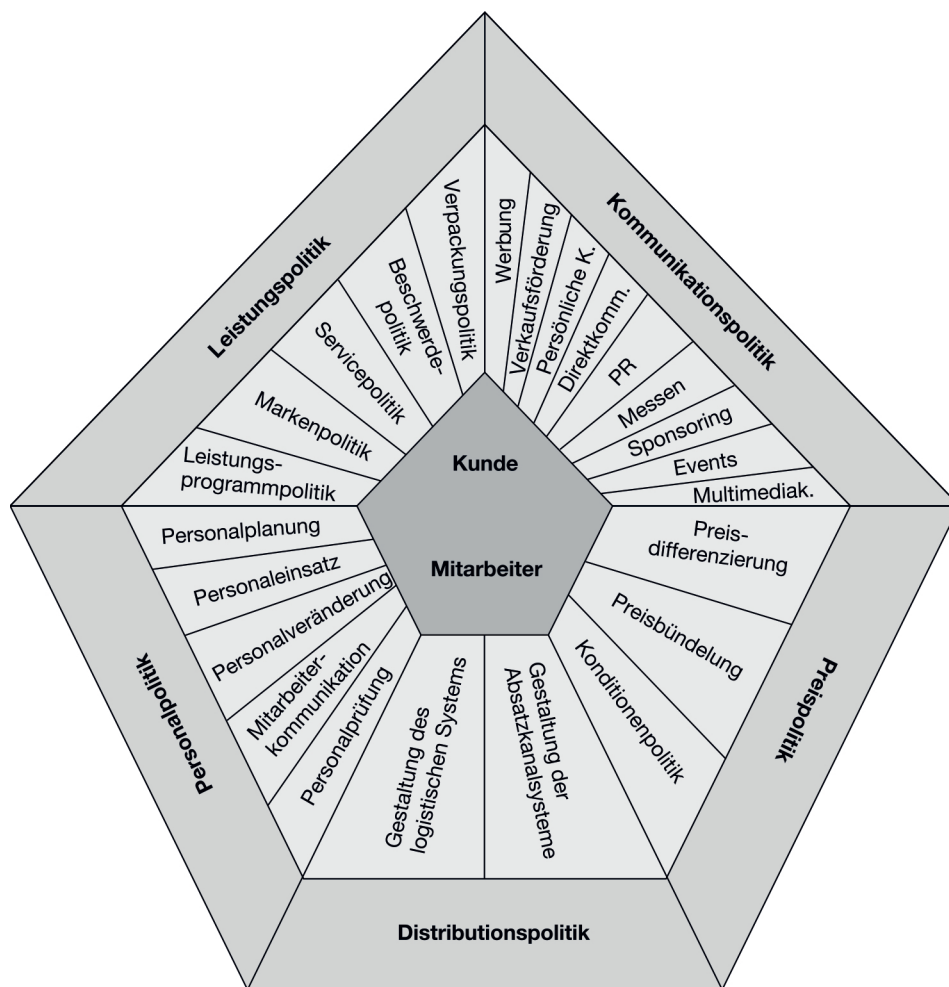 Leistungspolitik
Kommunikationspolitik
Verpackungspolitik
Beschwerde-
politik
Servicepolitik
Markenpolitik
Leistungs-
programmpolitik
Werbung
Verkaufsförderung
Persönliche K.
Direktkomm.
PR
Messen
Sponsoring
Events
Multimediak.
Kunde
Mitarbeiter
Personalplanung
Personaleinsatz
Personalveränderung
Mitarbeiter-
kommunikation
Personalprüfung
Personalpolitik
Preis-
differenzierung
Preisbündelung
Konditionenpolitik
Preispolitik
Gestaltung des
logistischen Systems
Gestaltung der
Absatzkanalsysteme
Distributionspolitik